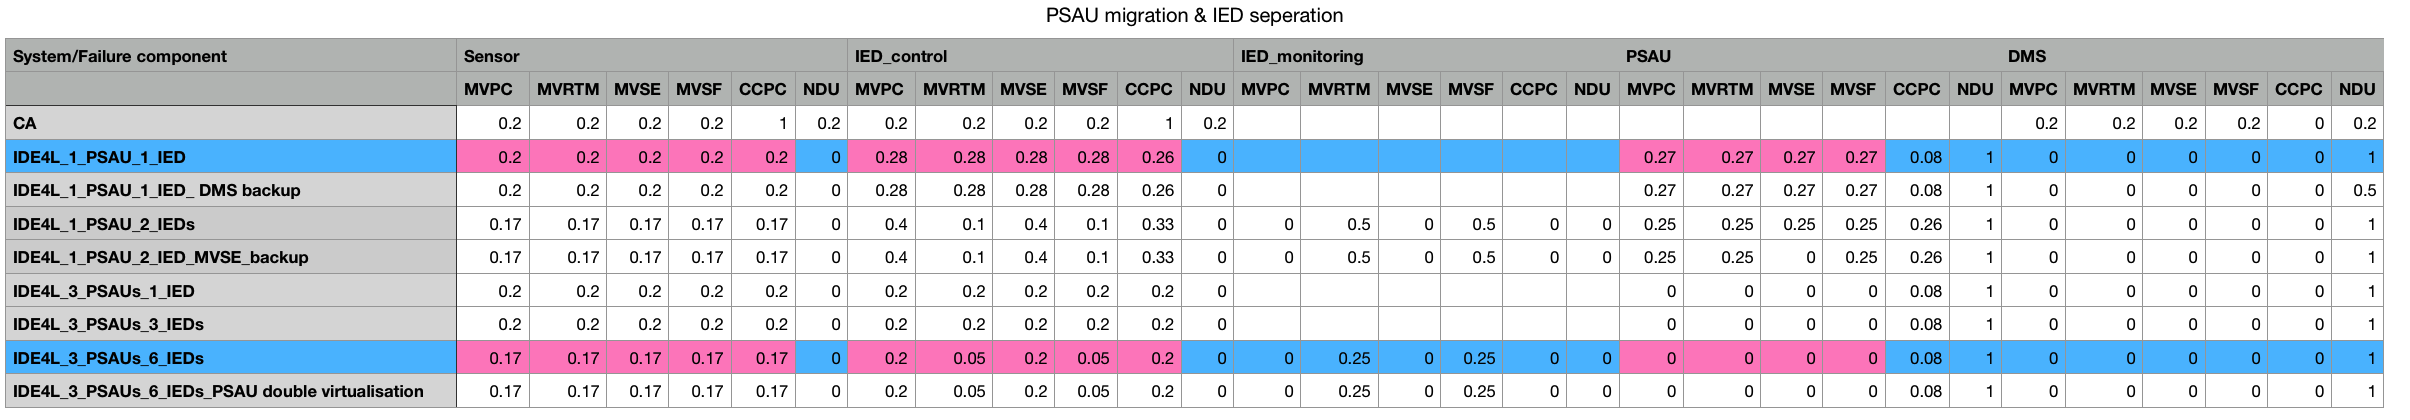 PSAU migration & IED seperation
System/Failure component Sensor IED_control IED_monitoring PSAU DMS
MVPC MVRTM MVSE MVSF CCPC NDU MVPC MVRTM MVSE MVSF CCPC NDU MVPC MVRTM MVSE MVSF CCPC NDU MVPC MVRTM MVSE MVSF CCPC NDU MVPC MVRTM MVSE MVSF CCPC NDU
CA 0.2 0.2 0.2 0.2 1 0.2 0.2 0.2 0.2 0.2 1 0.2 0.2 0.2 0.2 0.2 0 0.2
IDE4L_1_PSAU_1_IED 0.2 0.2 0.2 0.2 0.2 0 0.28 0.28 0.28 0.28 0.26 0 0.27 0.27 0.27 0.27 0.08 1 0 0 0 0 0 1
IDE4L_1_PSAU_1_IED_ DMS backup 0.2 0.2 0.2 0.2 0.2 0 0.28 0.28 0.28 0.28 0.26 0 0.27 0.27 0.27 0.27 0.08 1 0 0 0 0 0 0.5
IDE4L_1_PSAU_2_IEDs 0.17 0.17 0.17 0.17 0.17 0 0.4 0.1 0.4 0.1 0.33 0 0 0.5 0 0.5 0 0 0.25 0.25 0.25 0.25 0.26 1 0 0 0 0 0 1
IDE4L_1_PSAU_2_IED_MVSE_backup 0.17 0.17 0.17 0.17 0.17 0 0.4 0.1 0.4 0.1 0.33 0 0 0.5 0 0.5 0 0 0.25 0.25 0 0.25 0.26 1 0 0 0 0 0 1
IDE4L_3_PSAUs_1_IED 0.2 0.2 0.2 0.2 0.2 0 0.2 0.2 0.2 0.2 0.2 0 0 0 0 0 0.08 1 0 0 0 0 0 1
IDE4L_3_PSAUs_3_IEDs 0.2 0.2 0.2 0.2 0.2 0 0.2 0.2 0.2 0.2 0.2 0 0 0 0 0 0.08 1 0 0 0 0 0 1
IDE4L_3_PSAUs_6_IEDs 0.17 0.17 0.17 0.17 0.17 0 0.2 0.05 0.2 0.05 0.2 0 0 0.25 0 0.25 0 0 0 0 0 0 0.08 1 0 0 0 0 0 1
IDE4L_3_PSAUs_6_IEDs_PSAU double virtualisation 0.17 0.17 0.17 0.17 0.17 0 0.2 0.05 0.2 0.05 0.2 0 0 0.25 0 0.25 0 0 0 0 0 0 0.08 1 0 0 0 0 0 1